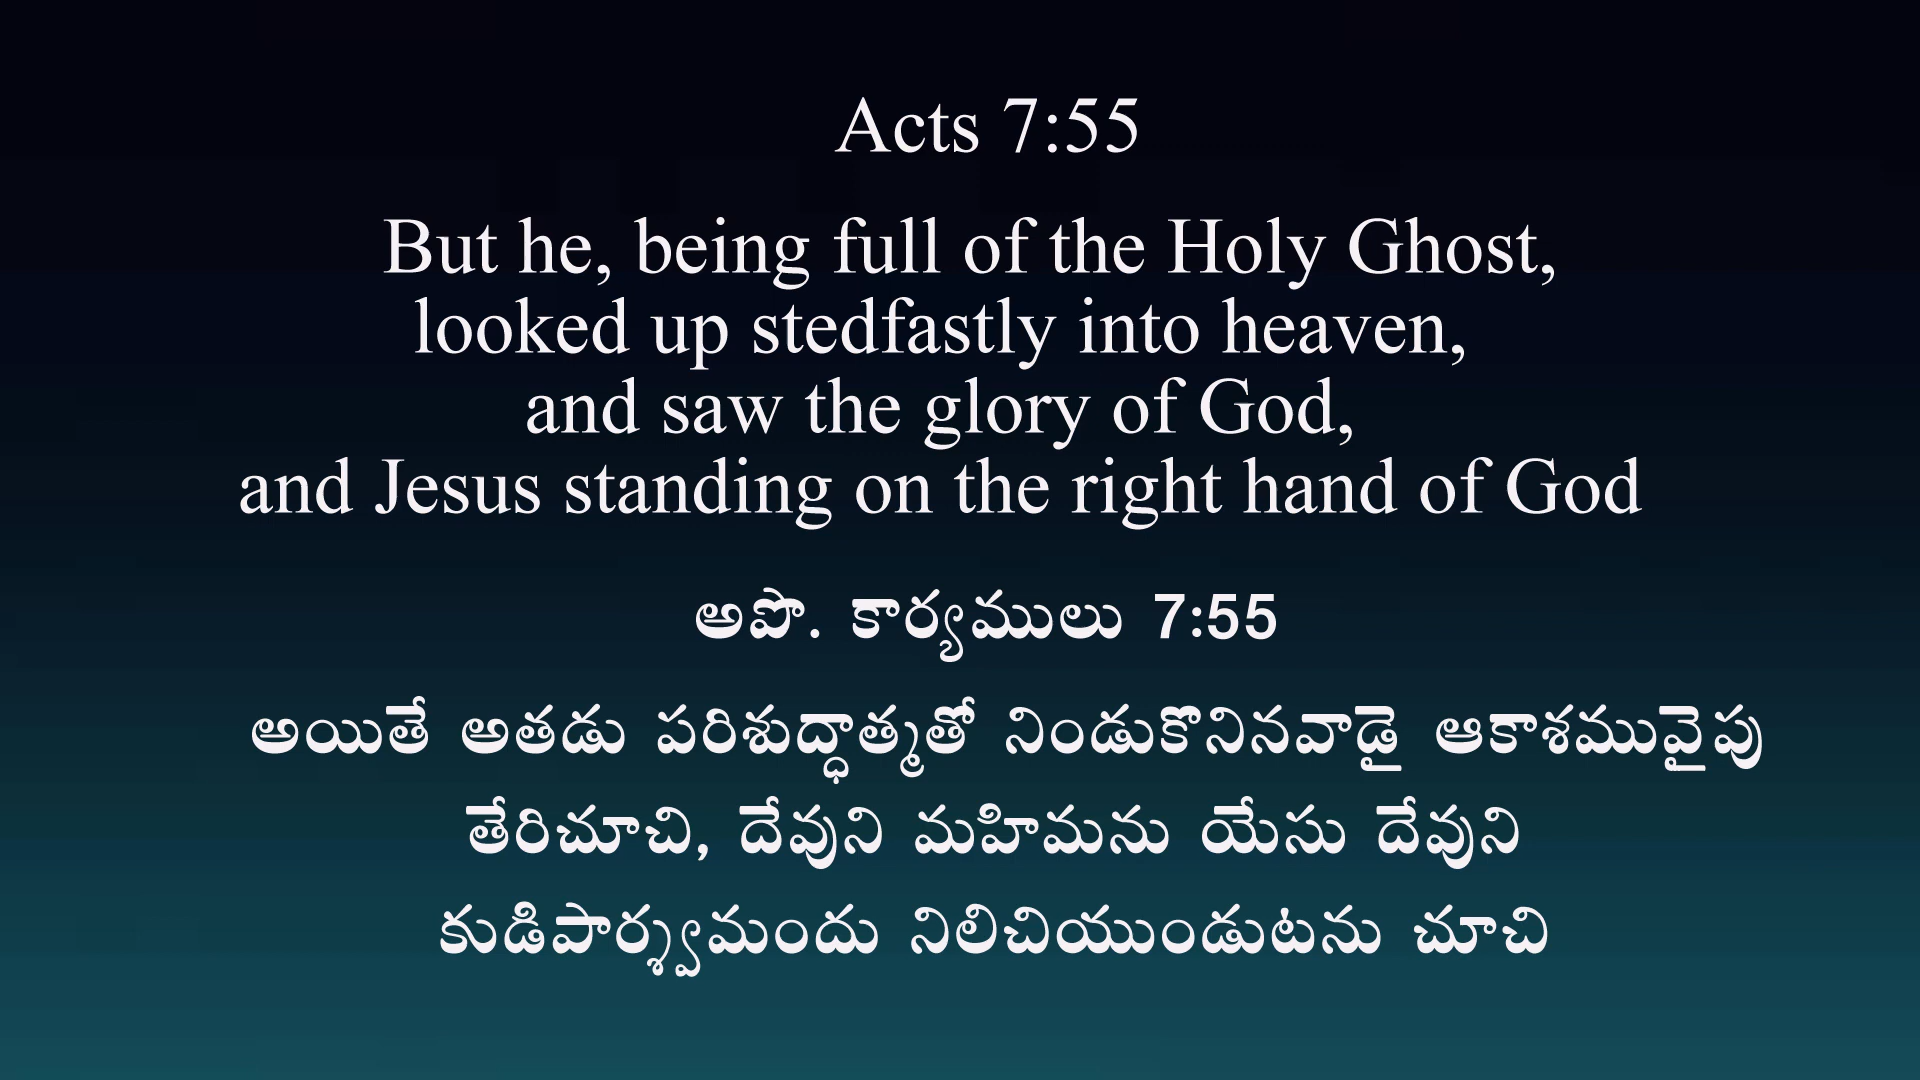 Acts 7:55
But he, being full of the Holy Ghost,
looked up stedfastly into heaven,
and saw the glory of God,
and Jesus standing on the right hand of God
అపొ. కార్యములు 7:55
అయితే అతడు పరిశుద్ధాత్మతో నిండుకొనినవాడై ఆకాశమువైపు
తేరిచూచి, దేవుని మహిమను యేసు దేవుని
కుడిపార్శ్వమందు నిలిచియుండుటను చూచి